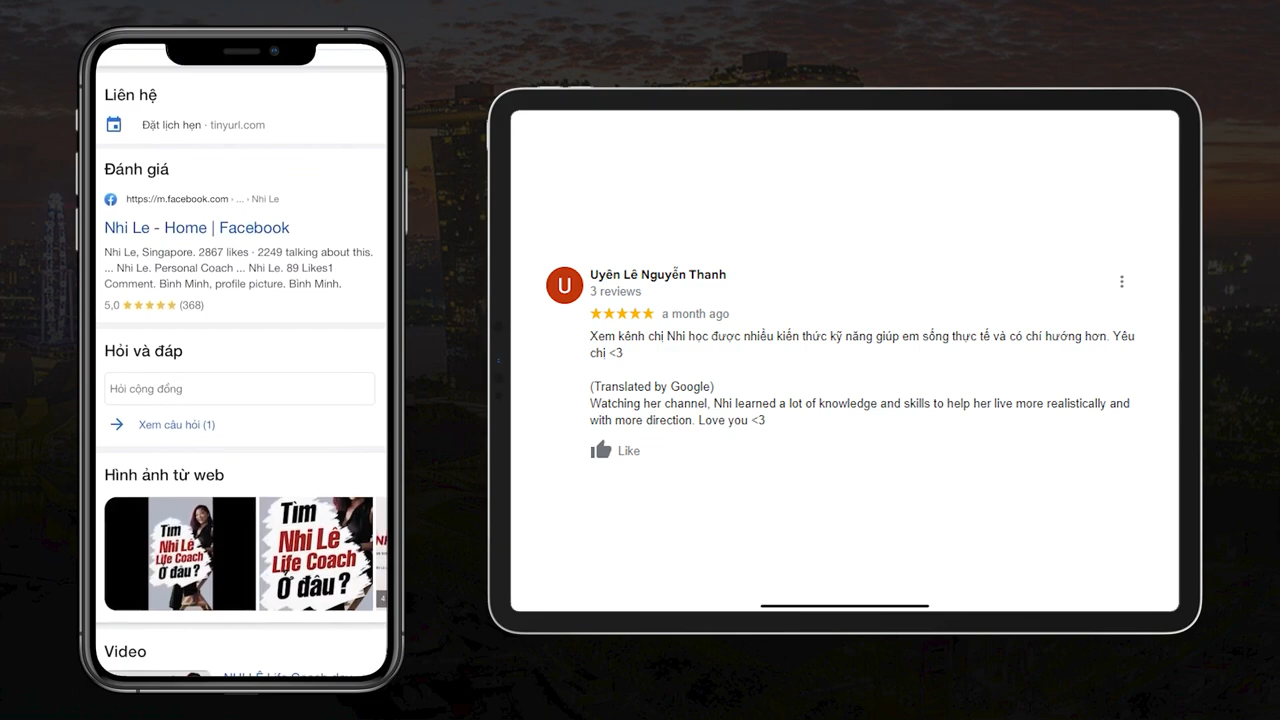 Liên hệ
Đặt lịch hẹn · tinyurl.com
Đánh giá
https://m.facebook.com › ... › Nhi Le
Nhi Le - Home | Facebook
Nhi Le, Singapore. 2867 likes · 2249 talking about this.
... Nhi Le. Personal Coach ... Nhi Le. 89 Likes1
Comment. Bình Minh, profile picture. Bình Minh.
5,0 ★★★★★ (368)
Hỏi và đáp
Hỏi cộng đồng
Xem câu hỏi (1)
Hình ảnh từ web
Tìm
Nhi Lê
Life Coach
Ở đâu ?
Tìm
Nhi Lê
Life Coach
Ở đâu ?
4
Video
U
Uyên Lê Nguyễn Thanh
3 reviews
★★★★★ a month ago
Xem kênh chị Nhi học được nhiều kiến thức kỹ năng giúp em sống thực tế và có chí hướng hơn. Yêu
chị <3
(Translated by Google)
Watching her channel, Nhi learned a lot of knowledge and skills to help her live more realistically and
with more direction. Love you <3
Like